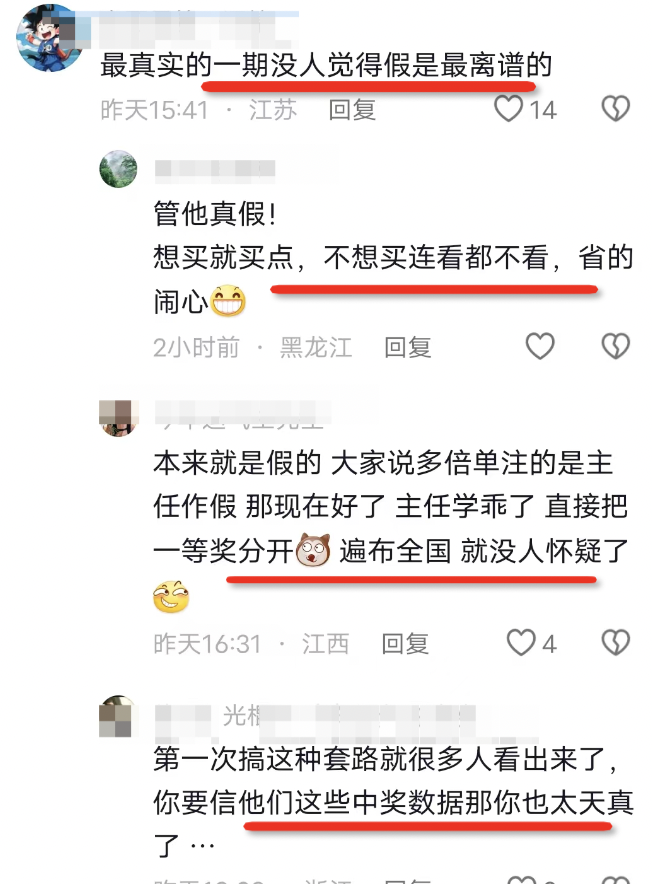 最真实的一期没人觉得假是最离谱的
昨天15:41 · 江苏 回复 14
管他真假!
想买就买点，不想买连看都不看，省的
闹心
2小时前 · 黑龙江 回复
本来就是假的 大家说多倍单注的是主
任作假 那现在好了 主任学乖了 直接把
一等奖分开 遍布全国 就没人怀疑了
昨天16:31 · 江西 回复 4
光棍
第一次搞这种套路就很多人看出来了，
你要信他们这些中奖数据那你也太天真
了 …
浙江 回复